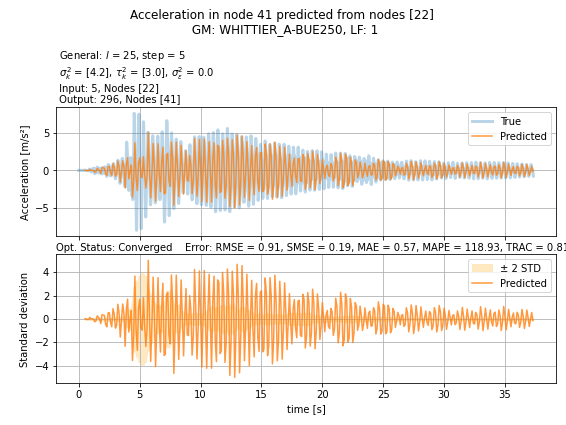 Acceleration in node 41 predicted from nodes [22]
GM: WHITTIER_A-BUE250, LF: 1
General: l = 25, step = 5
σ²ₖ = [4.2], τ²ₖ = [3.0], σ²ε = 0.0
Input: 5, Nodes [22]
Output: 296, Nodes [41]
5
0
−5
Acceleration [m/s²]
True
Predicted
Opt. Status: Converged Error: RMSE = 0.91, SMSE = 0.19, MAE = 0.57, MAPE = 118.93, TRAC = 0.81
4
2
0
−2
−4
Standard deviation
± 2 STD
Predicted
0 5 10 15 20 25 30 35
time [s]